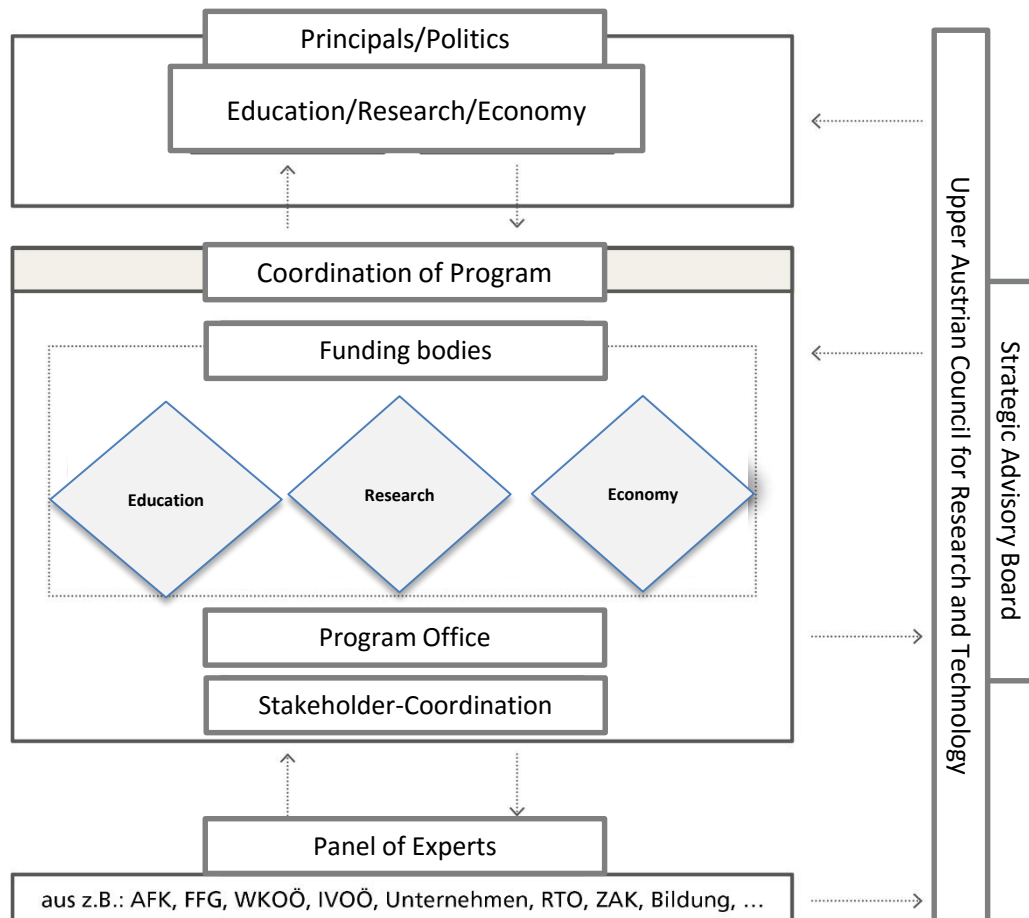 Principals/Politics
Education/Research/Economy
Coordination of Program
Funding bodies
Education
Research
Economy
Program Office
Stakeholder-Coordination
Panel of Experts
aus z.B.: AFK, FFG, WKOÖ, IVOÖ, Unternehmen, RTO, ZAK, Bildung, ...
Upper Austrian Council for Research and Technology
Strategic Advisory Board